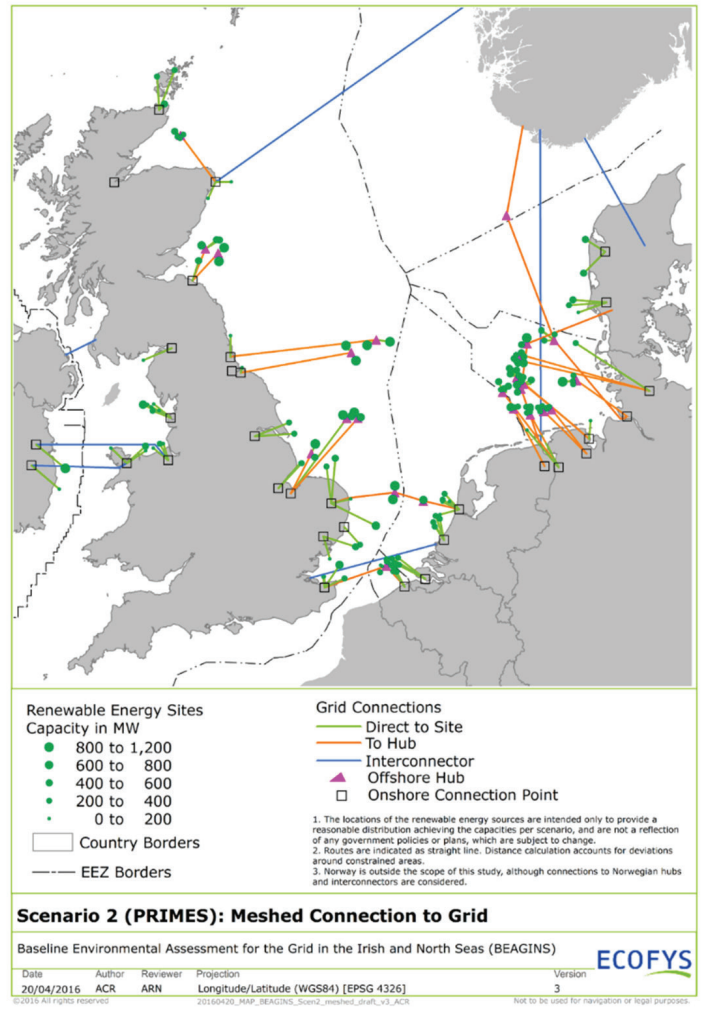 Renewable Energy Sites
Capacity in MW
800 to 1,200
600 to 800
400 to 600
200 to 400
0 to 200
Country Borders
EEZ Borders
Grid Connections
Direct to Site
To Hub
Interconnector
Offshore Hub
Onshore Connection Point
1. The locations of the renewable energy sources are intended only to provide a
reasonable distribution achieving the capacities per scenario, and are not a reflection
of any government policies or plans, which are subject to change.
2. Routes are indicated as straight line. Distance calculation accounts for deviations
around constrained areas.
3. Norway is outside the scope of this study, although connections to Norwegian hubs
and interconnectors are considered.
Scenario 2 (PRIMES): Meshed Connection to Grid
Baseline Environmental Assessment for the Grid in the Irish and North Seas (BEAGINS)
ECOFYS
Date Author Reviewer Projection Version
20/04/2016 ACR ARN Longitude/Latitude (WGS84) [EPSG 4326] 3
©2016 All rights reserved 20160420_MAP_BEAGINS_Scen2_meshed_draft_v3_ACR Not to be used for navigation or legal purposes.